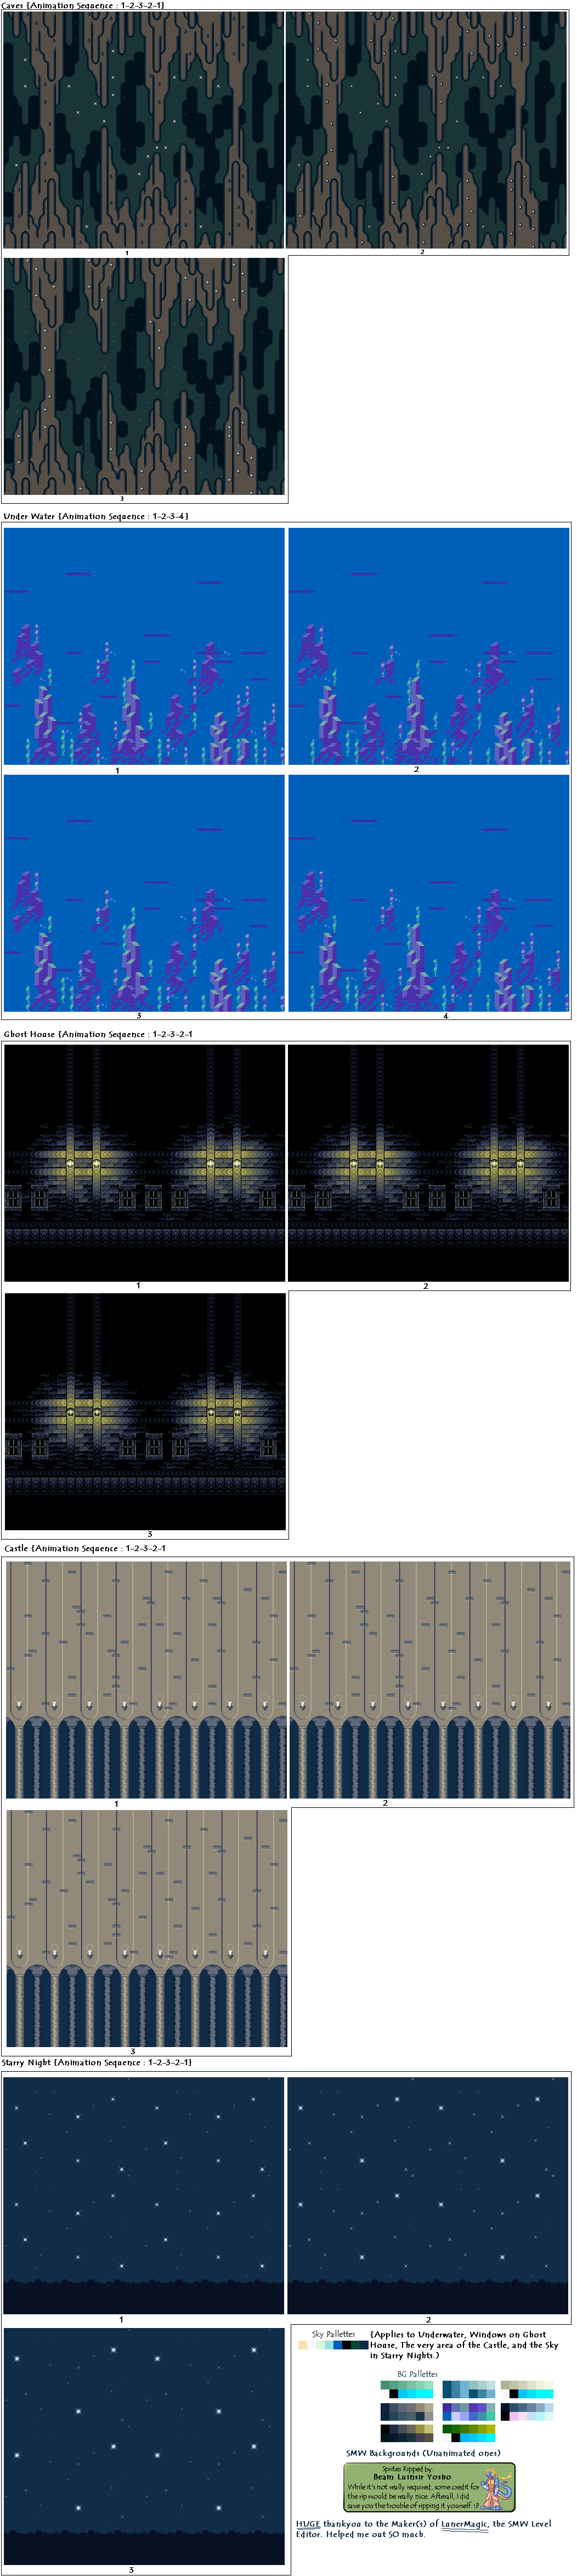 Caves {Animation Sequence : 1-2-3-2-1}
1
2
3
Under Water {Animation Sequence : 1-2-3-4}
1
2
3
4
Ghost House {Animation Sequence : 1-2-3-2-1
1
2
3
Castle {Animation Sequence : 1-2-3-2-1
1
2
3
Starry Night {Animation Sequence : 1-2-3-2-1}
1
2
3
Sky Pallettes
{Applies to Underwater, Windows on Ghost
House, The very area of the Castle, and the Sky
in Starry Nights.)
BG Pallettes
SMW Backgrounds (Unanimated ones)
Sprites Ripped by:
Beam Luinsir Yosho
While it's not really required, some credit for
the rip would be really nice. Afterall, I did
save you the trouble of ripping it yourself. :P
HUGE thankyou to the Maker(s) of LunerMagic, the SMW Level
Editor. Helped me out SO much.